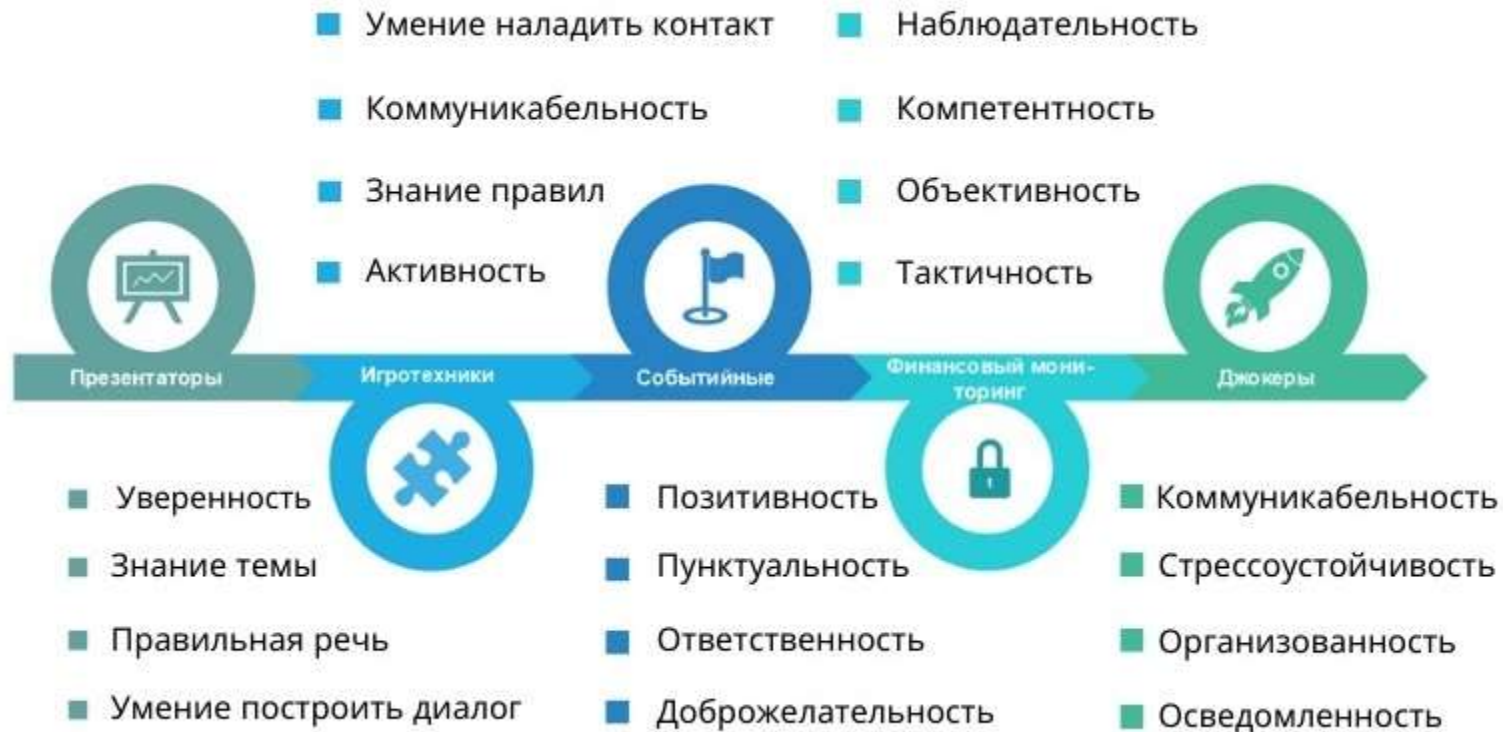 Умение наладить контакт
Коммуникабельность
Знание правил
Активность
Наблюдательность
Компетентность
Объективность
Тактичность
Презентаторы
Игротехники
Событийные
Финансовый мони-
торинг
Джокеры
Уверенность
Знание темы
Правильная речь
Умение построить диалог
Позитивность
Пунктуальность
Ответственность
Доброжелательность
Коммуникабельность
Стрессоустойчивость
Организованность
Осведомленность